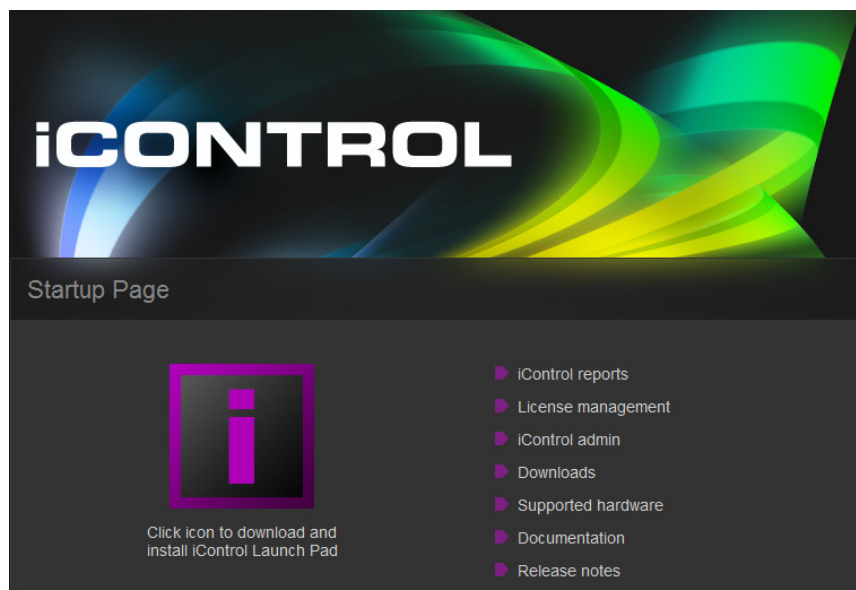 iCONTROL
Startup Page
i
Click icon to download and
install iControl Launch Pad
iControl reports
License management
iControl admin
Downloads
Supported hardware
Documentation
Release notes